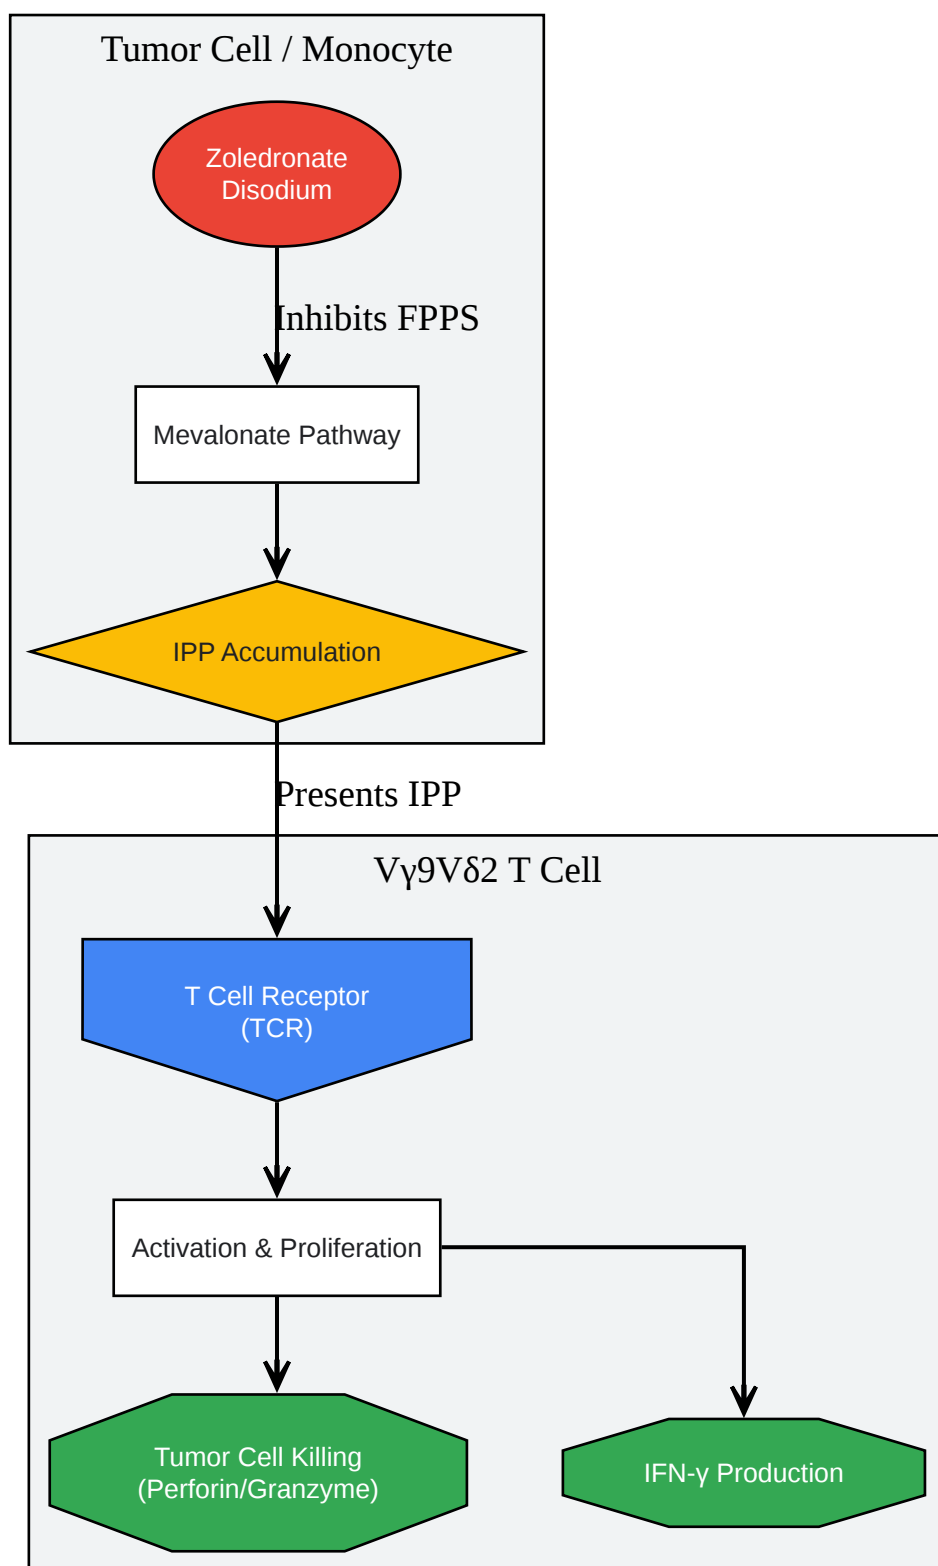 Tumor Cell / Monocyte
Zoledronate
Disodium
Inhibits FPPS
Mevalonate Pathway
IPP Accumulation
Presents IPP
Vγ9Vδ2 T Cell
T Cell Receptor
(TCR)
Activation & Proliferation
Tumor Cell Killing
(Perforin/Granzyme)
IFN-γ Production